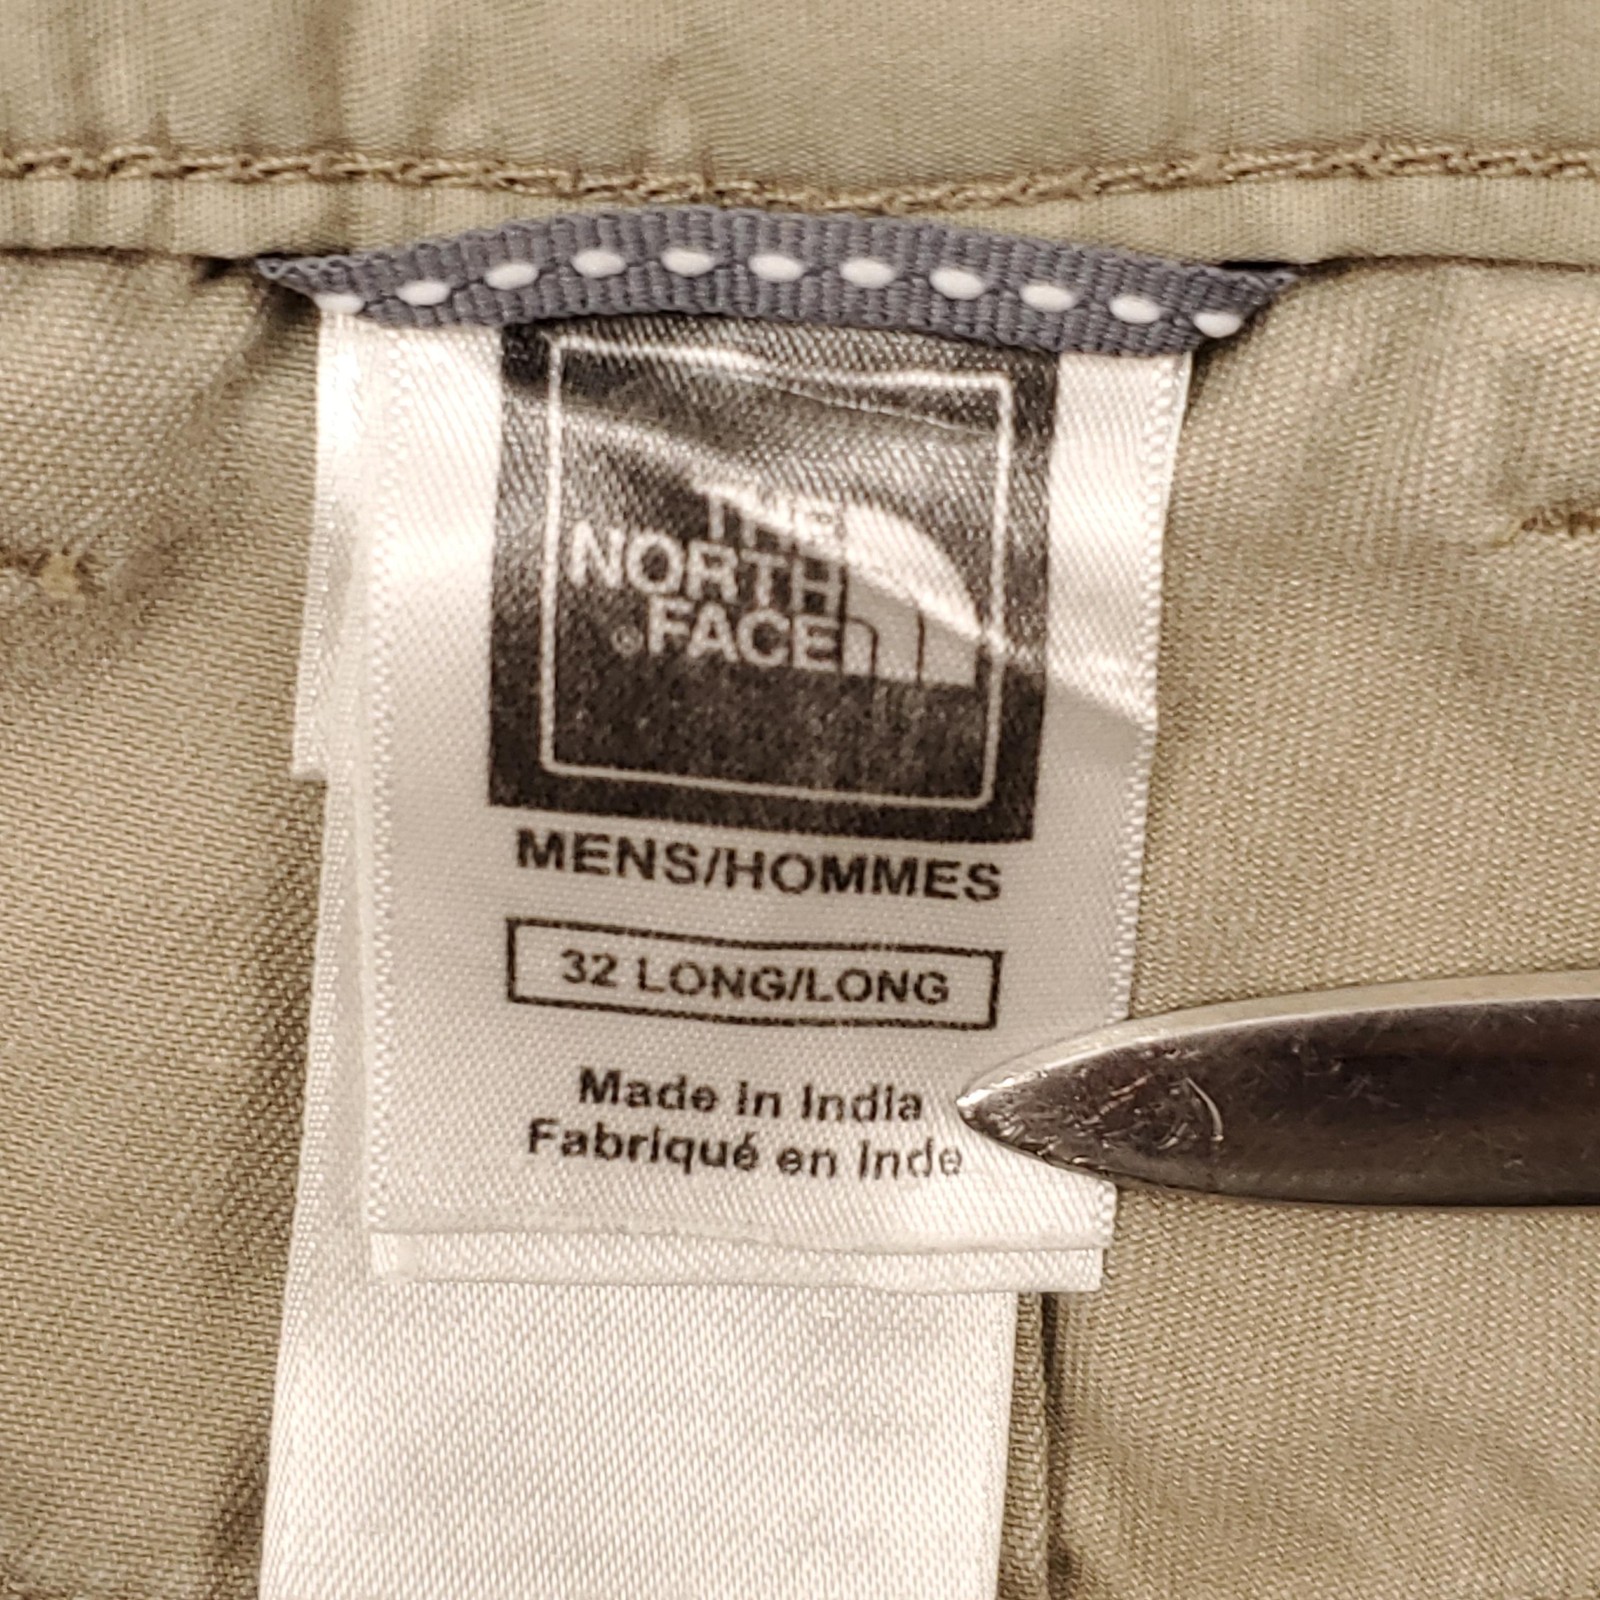 THE
NORTH
®FACE
MENS/HOMMES
32 LONG/LONG
Made in India
Fabriqué en Inde